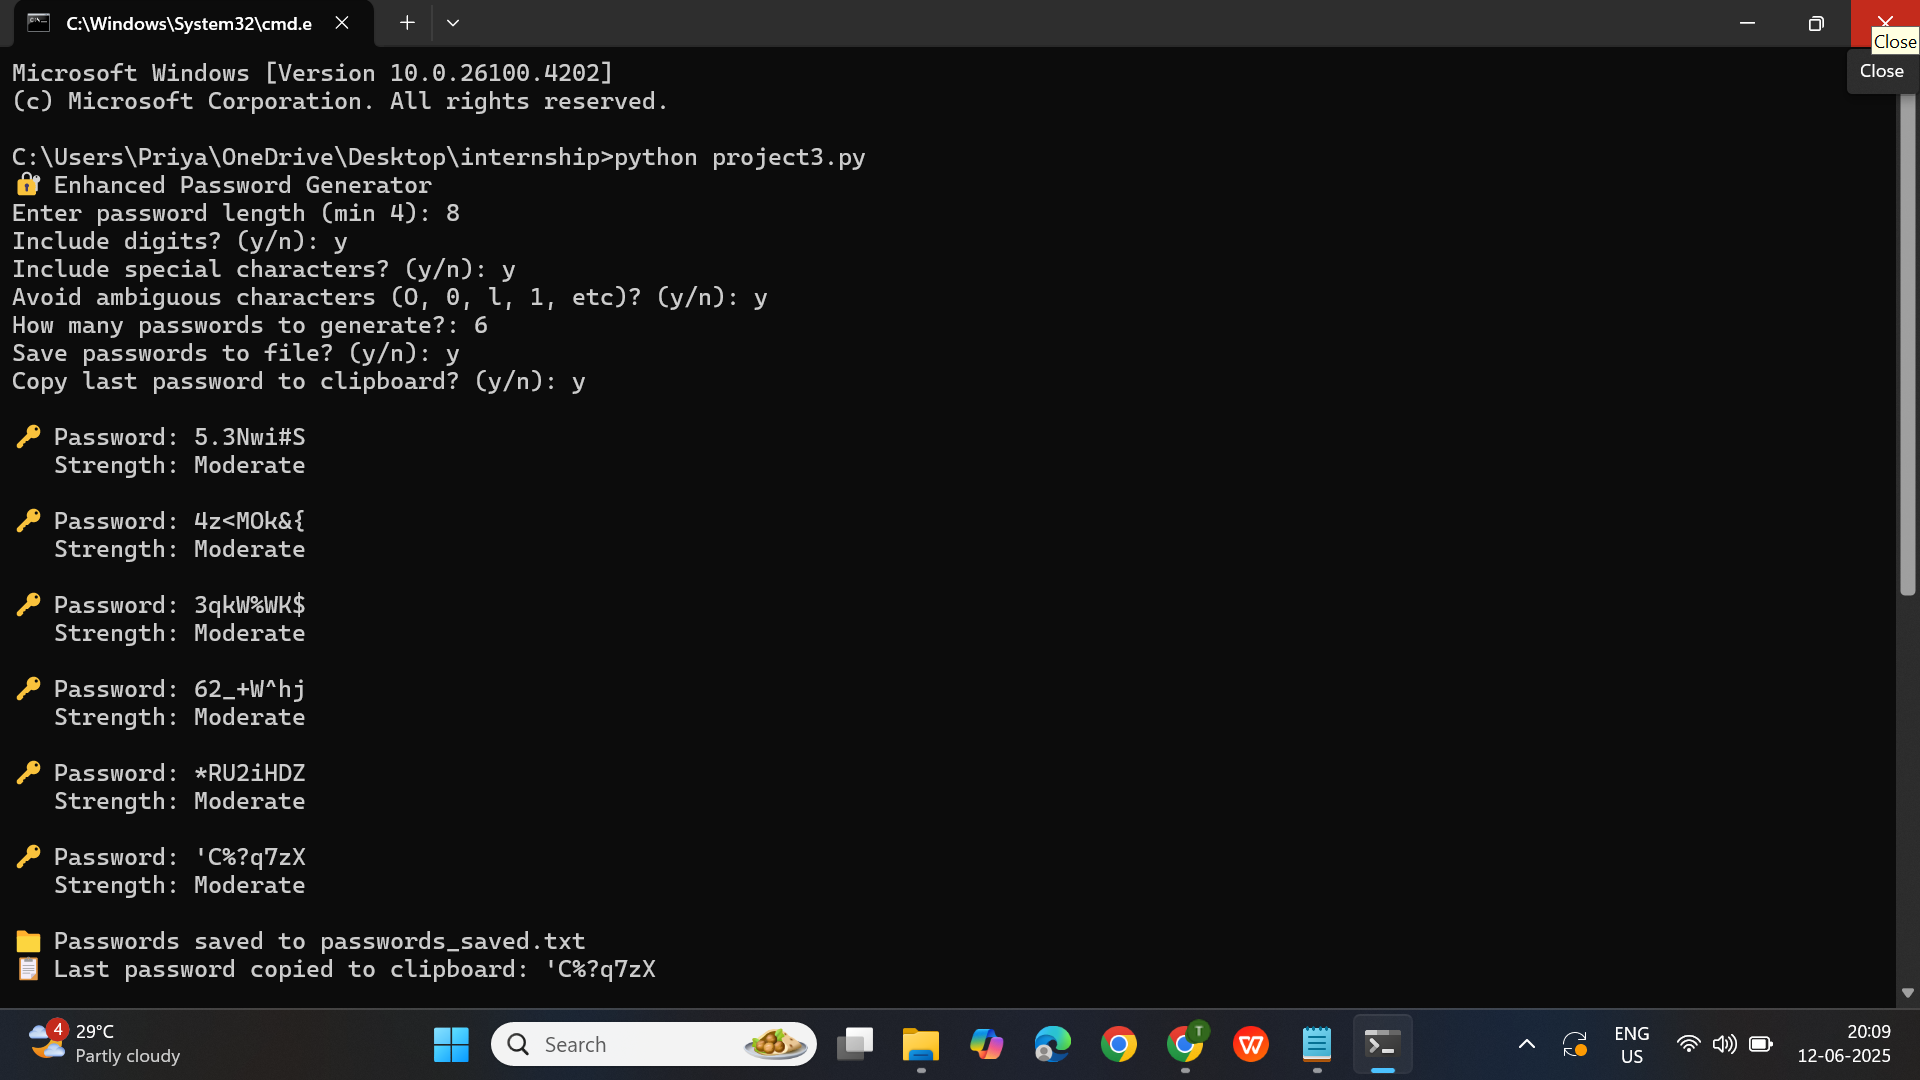 C:\Windows\System32\cmd.e
Close
Close
Microsoft Windows [Version 10.0.26100.4202]
(c) Microsoft Corporation. All rights reserved.
C:\Users\Priya\OneDrive\Desktop\internship>python project3.py
🔐 Enhanced Password Generator
Enter password length (min 4): 8
Include digits? (y/n): y
Include special characters? (y/n): y
Avoid ambiguous characters (O, 0, l, 1, etc)? (y/n): y
How many passwords to generate?: 6
Save passwords to file? (y/n): y
Copy last password to clipboard? (y/n): y
🔑 Password: 5.3Nwi#S
Strength: Moderate
🔑 Password: 4z<MOk&{
Strength: Moderate
🔑 Password: 3qkW%WK$
Strength: Moderate
🔑 Password: 62_+W^hj
Strength: Moderate
🔑 Password: *RU2iHDZ
Strength: Moderate
🔑 Password: 'C%?q7zX
Strength: Moderate
📁 Passwords saved to passwords_saved.txt
📋 Last password copied to clipboard: 'C%?q7zX
4
29°C
Partly cloudy
Search
T
ENG
US
20:09
12-06-2025